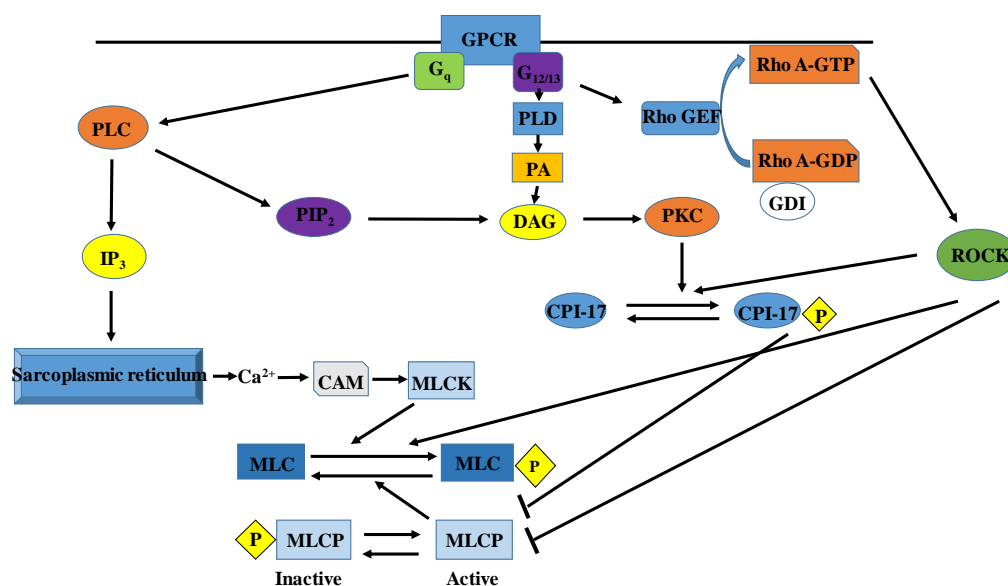 GPCR
Gq
G12/13
Rho A-GTP
PLC
PLD
Rho GEF
PA
Rho A-GDP
GDI
PIP2
DAG
PKC
IP3
ROCK
CPI-17
CPI-17
P
Sarcoplasmic reticulum
Ca2+
CAM
MLCK
MLC
MLC
P
P
MLCP
MLCP
Inactive
Active